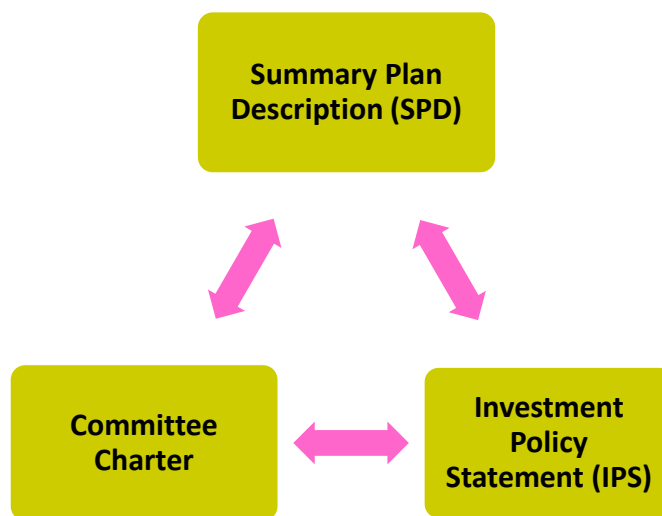 Summary Plan
Description (SPD)
Committee
Charter
Investment
Policy
Statement (IPS)